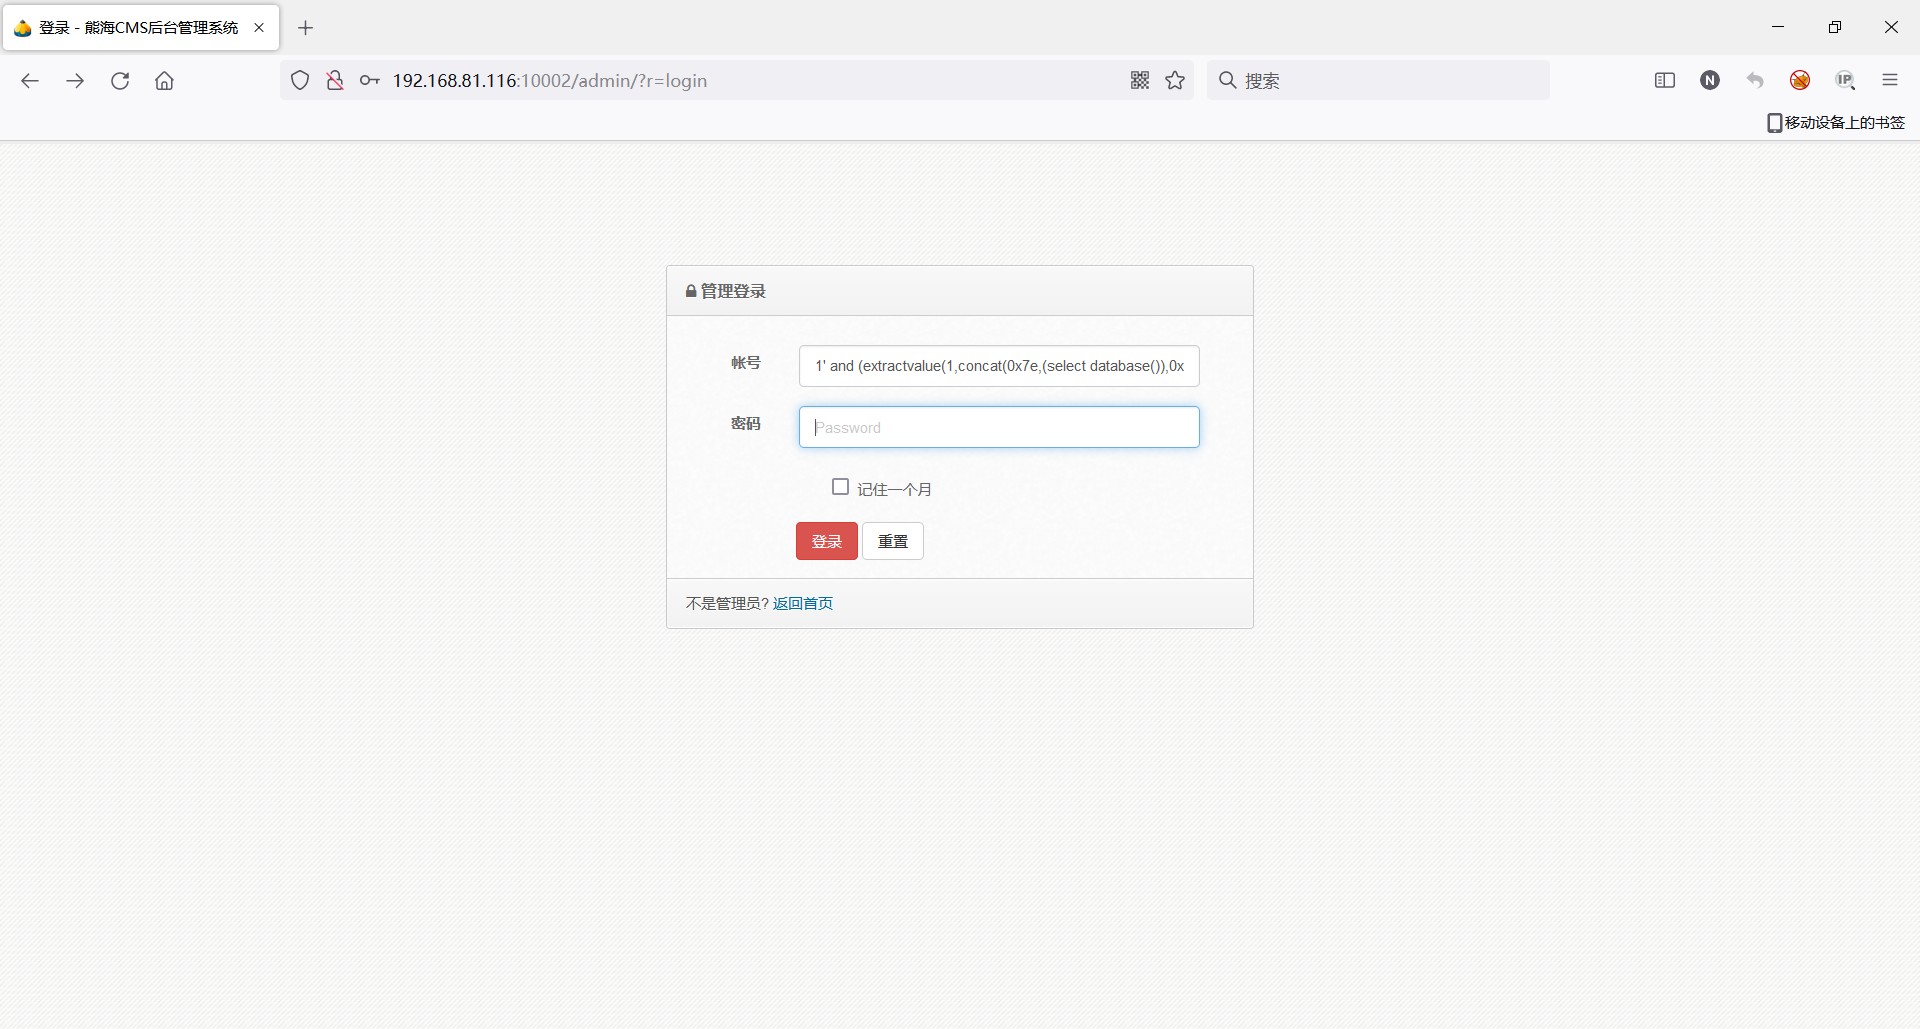 登录 - 熊海CMS后台管理系统
192.168.81.116:10002/admin/?r=login
搜索
N
IP
移动设备上的书签
管理登录
帐号
1' and (extractvalue(1,concat(0x7e,(select database()),0x
密码
Password
记住一个月
登录 重置
不是管理员? 返回首页